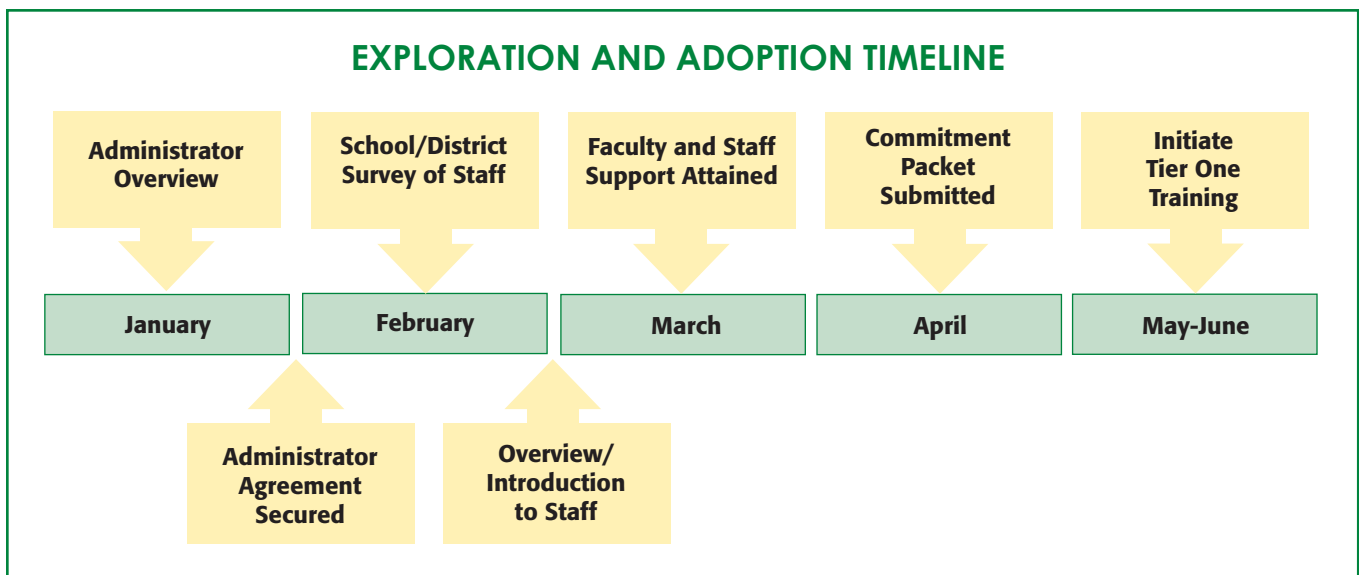 EXPLORATION AND ADOPTION TIMELINE
Administrator
Overview
School/District
Survey of Staff
Faculty and Staff
Support Attained
Commitment
Packet
Submitted
Initiate
Tier One
Training
January
February
March
April
May-June
Administrator
Agreement
Secured
Overview/
Introduction
to Staff